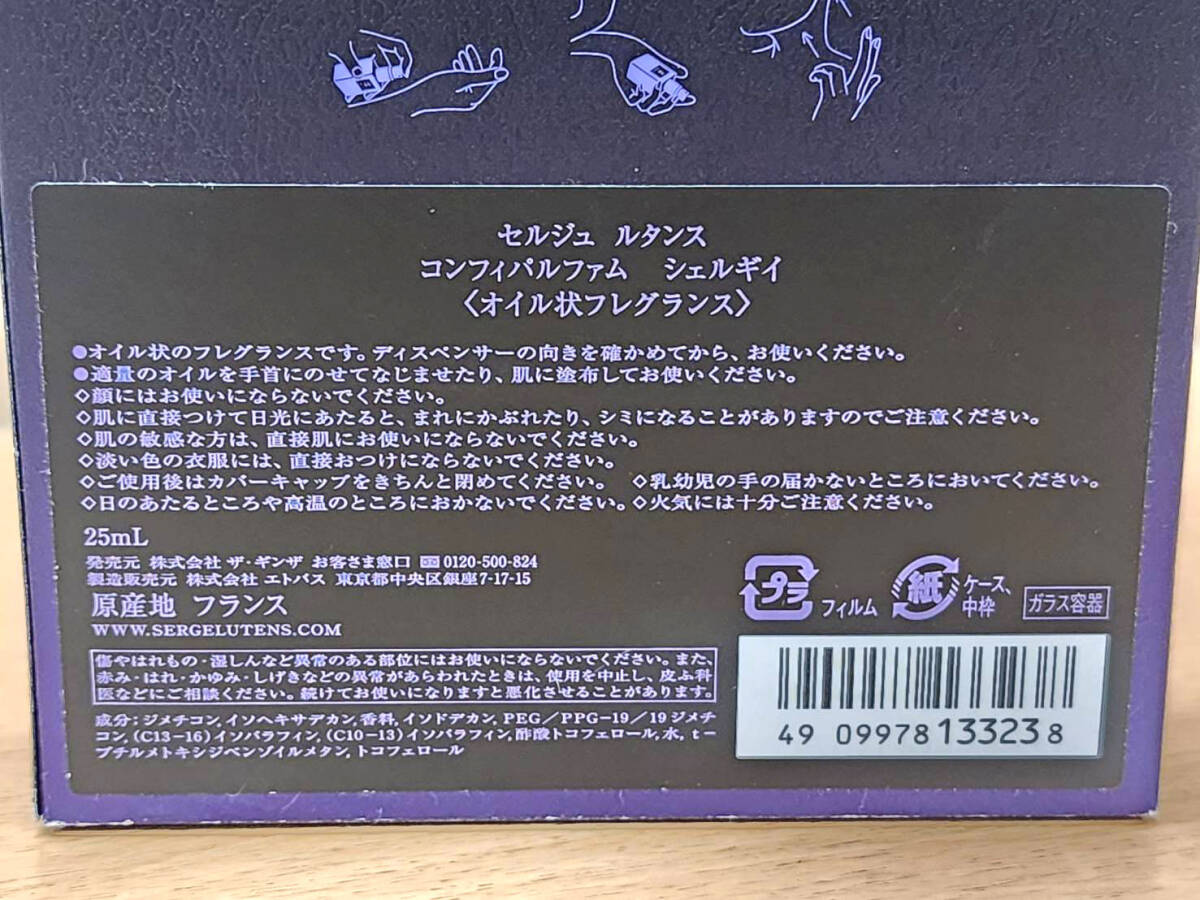 セルジュ ルタンス
コンフィパルファム シェルギイ
〈オイル状フレグランス〉
●オイル状のフレグランスです。ディスペンサーの向きを確かめてから、お使いください。
●適量のオイルを手首にのせてなじませたり、肌に塗布してお使いください。
◇顔にはお使いにならないでください。
◇肌に直接つけて日光にあたると、まれにかぶれたり、シミになることがありますのでご注意ください。
◇肌の敏感な方は、直接肌にお使いにならないでください。
◇淡い色の衣服には、直接おつけにならないでください。
◇ご使用後はカバーキャップをきちんと閉めてください。 ◇乳幼児の手の届かないところにおいてください。
◇日のあたるところや高温のところにおかないでください。◇火気には十分ご注意ください。
25mL
発売元 株式会社 ザ・ギンザ お客さま窓口 0120-500-824
製造販売元 株式会社 エトバス 東京都中央区銀座7-17-15
原産地 フランス
WWW.SERGELUTENS.COM
プラ フィルム 紙 ケース、中枠 ガラス容器
傷やはれもの・湿しんなど異常のある部位にはお使いにならないでください。また、
赤み・はれ・かゆみ・しげきなどの異常があらわれたときは、使用を中止し、皮ふ科
医などにご相談ください。続けてお使いになりますと悪化させることがあります。
成分：ジメチコン，イソヘキサデカン，香料，イソドデカン，PEG／PPG-19／19ジメチ
コン，(C13-16)イソパラフィン，(C10-13)イソパラフィン，酢酸トコフェロール，水，t-
ブチルメトキシジベンゾイルメタン，トコフェロール
49 09978 133238